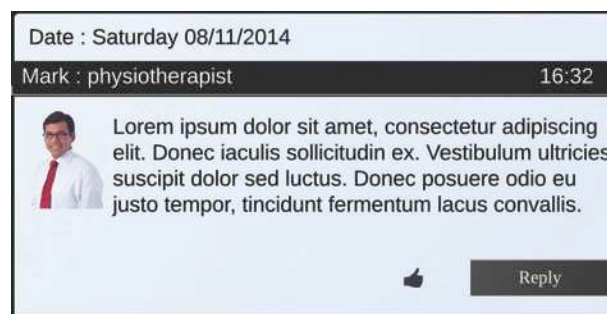 Date : Saturday 08/11/2014
Mark : physiotherapist 16:32
Lorem ipsum dolor sit amet, consectetur adipiscing
elit. Donec iaculis sollicitudin ex. Vestibulum ultricies
suscipit dolor sed luctus. Donec posuere odio eu
justo tempor, tincidunt fermentum lacus convallis.
Reply